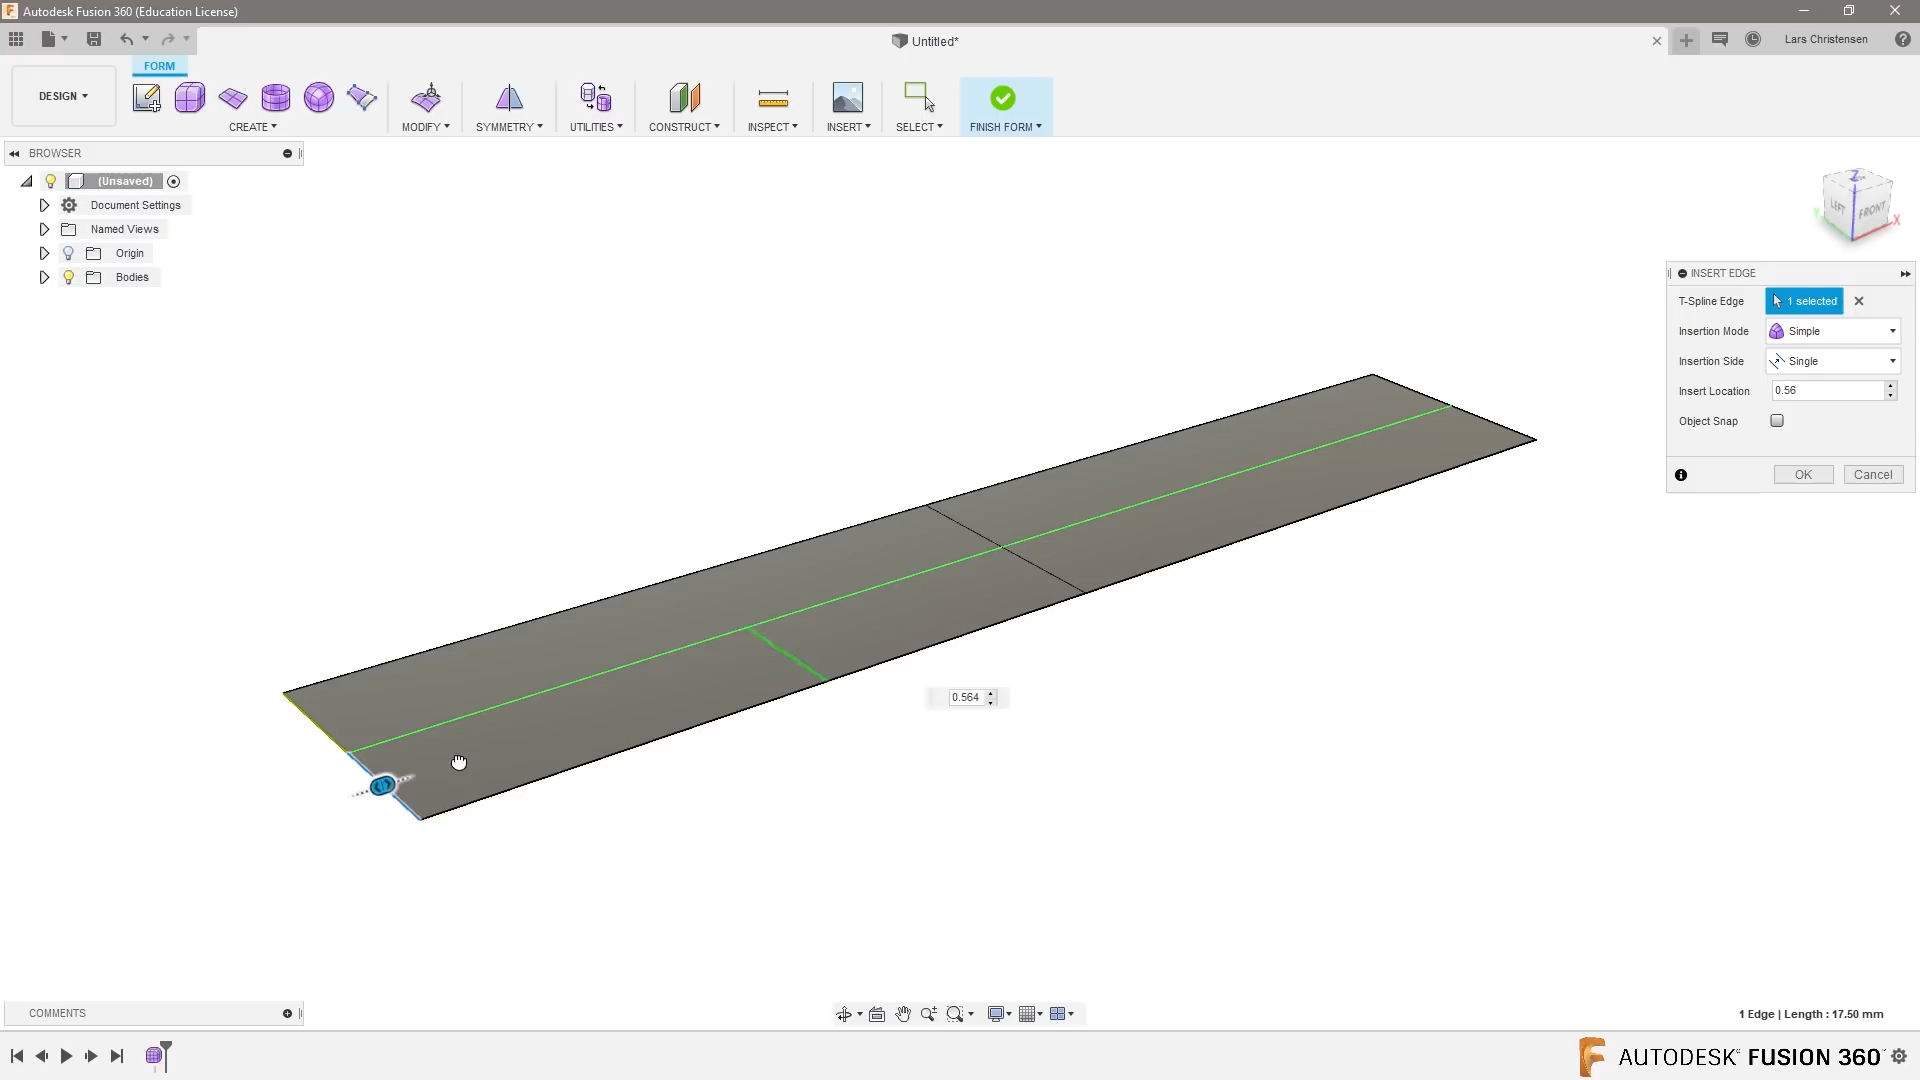 Autodesk Fusion 360 (Education License)
Untitled*
Lars Christensen
FORM
DESIGN
CREATE
MODIFY
SYMMETRY
UTILITIES
CONSTRUCT
INSPECT
INSERT
SELECT
FINISH FORM
BROWSER
(Unsaved)
Document Settings
Named Views
Origin
Bodies
Z
LEFT
FRONT
X
INSERT EDGE
T-Spline Edge
1 selected
Insertion Mode
Simple
Insertion Side
Single
Insert Location
0.56
Object Snap
OK
Cancel
0.564
COMMENTS
1 Edge | Length : 17.50 mm
AUTODESK FUSION 360